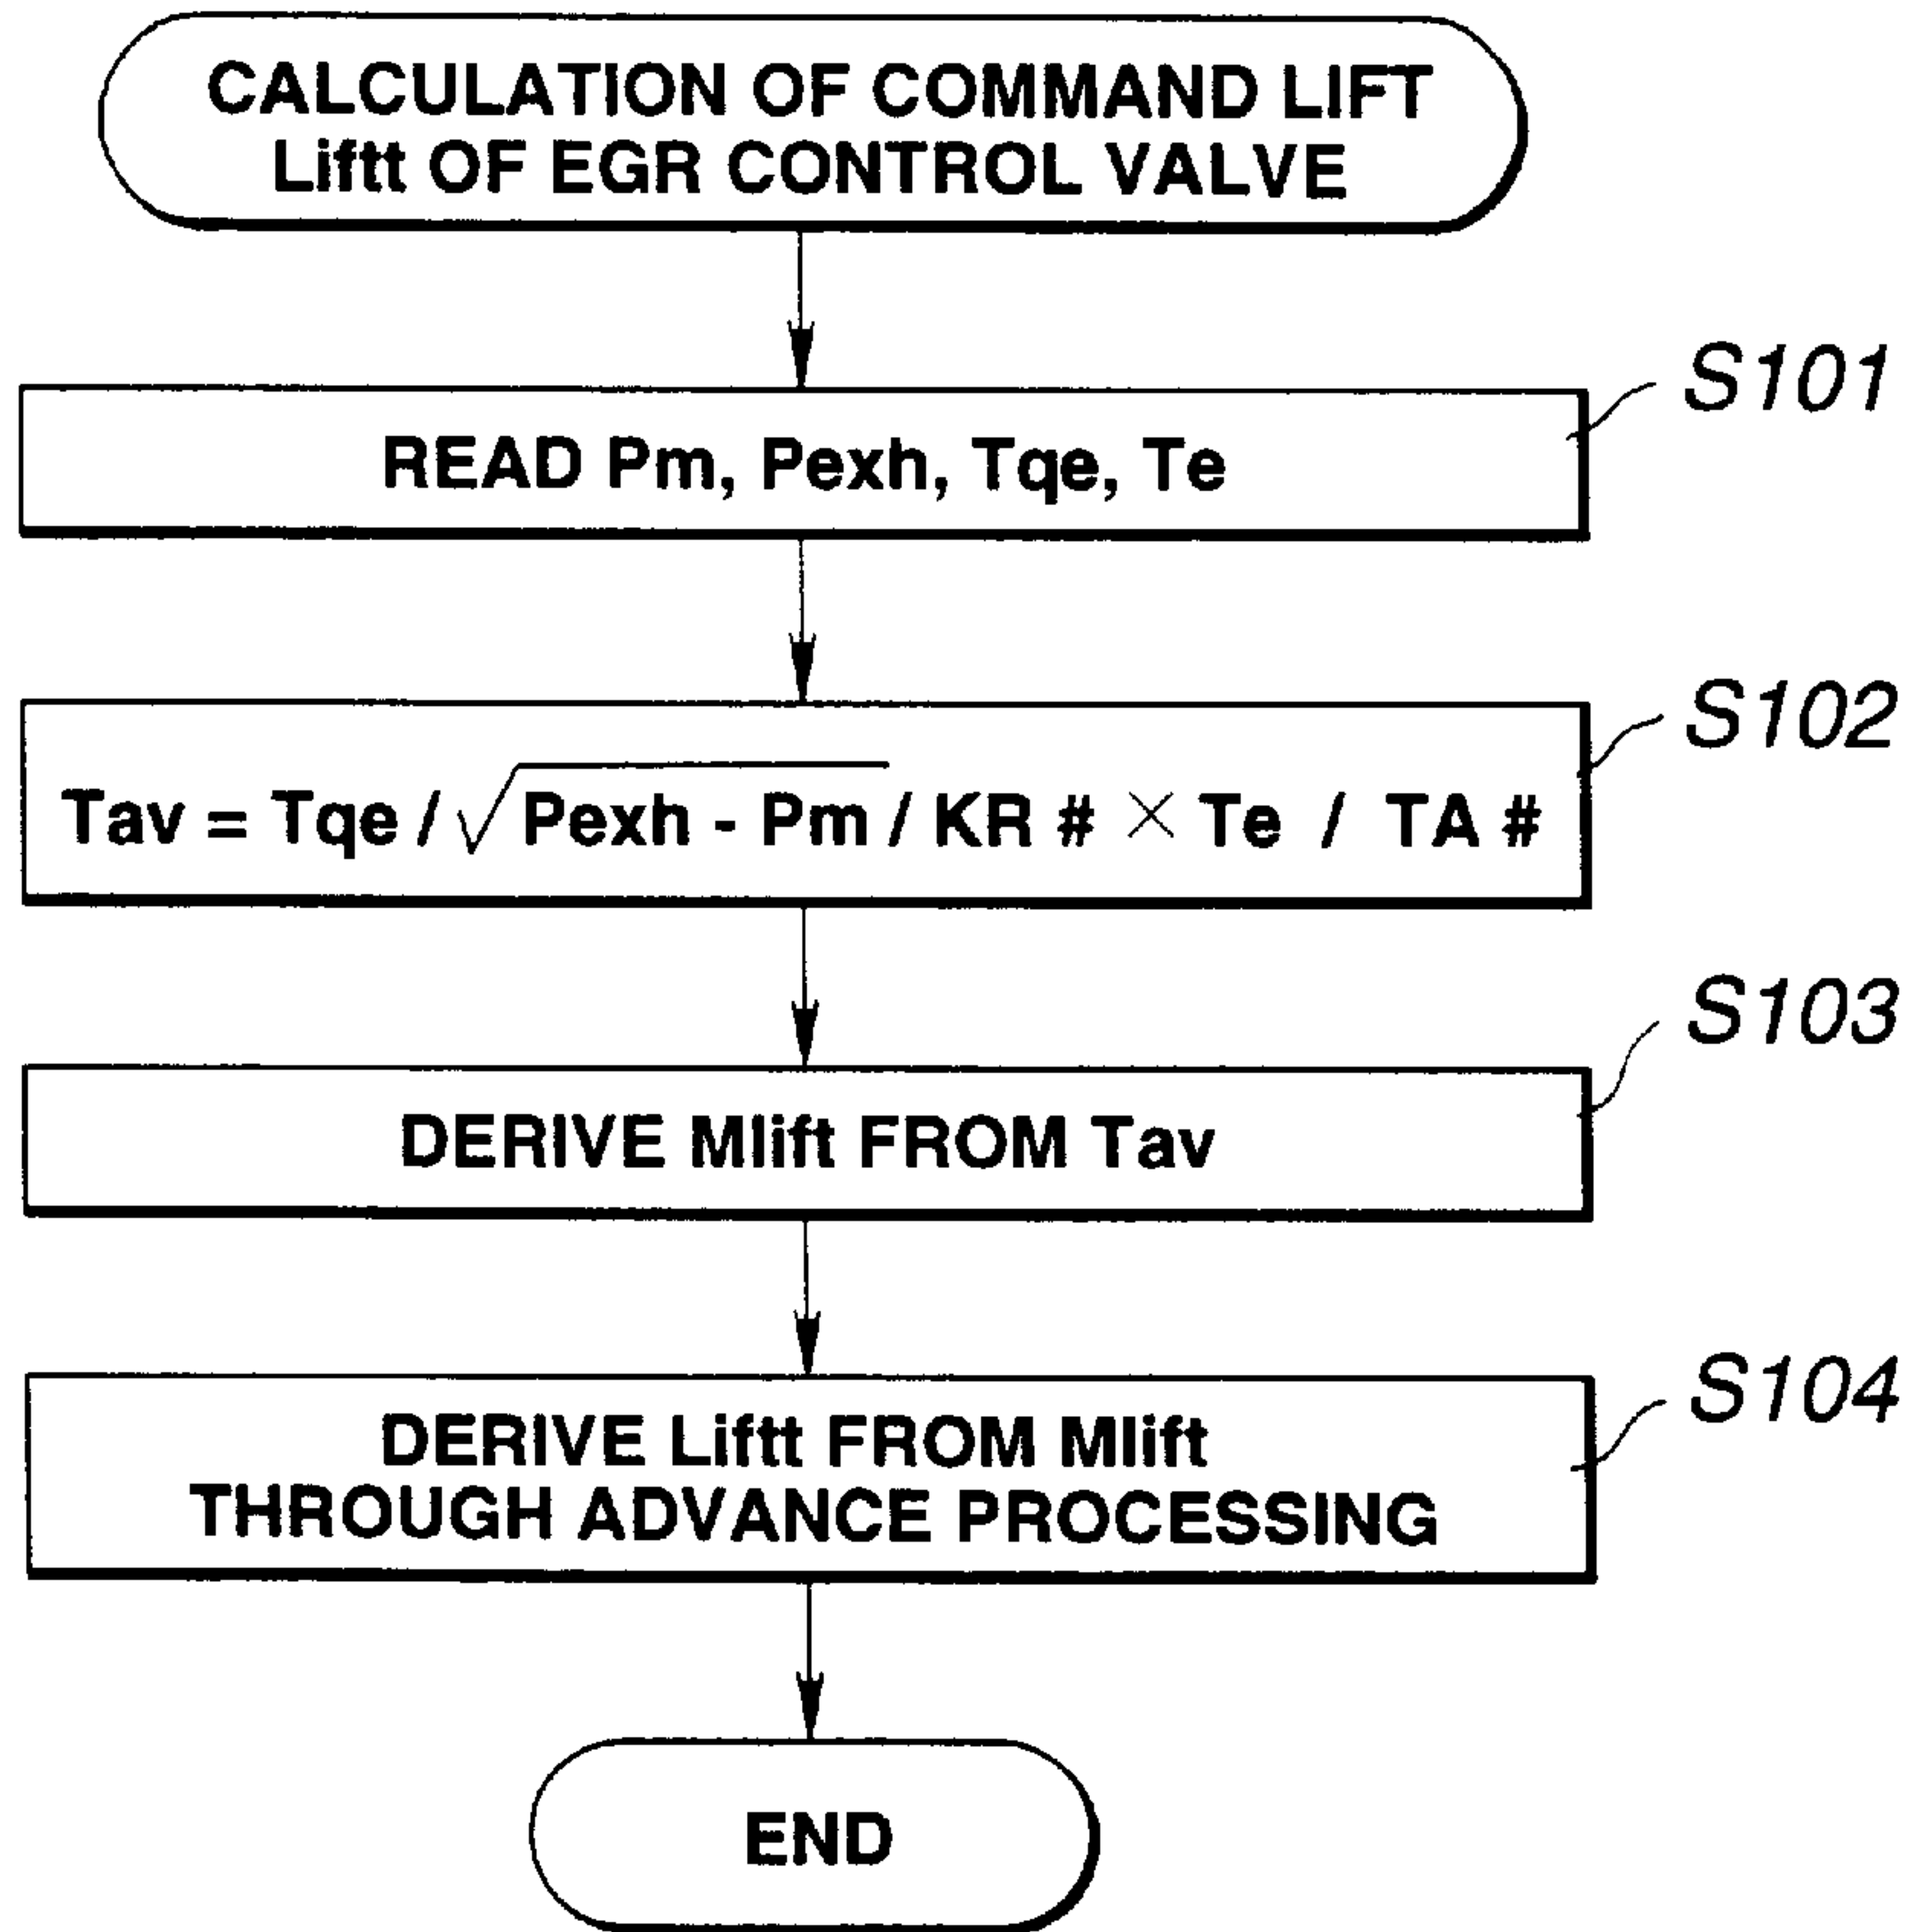 CALCULATION OF COMMAND LIFT
Liftt OF EGR CONTROL VALVE
S101
READ Pm, Pexh, Tqe, Te
S102
Tav = Tqe / √Pexh - Pm / KR # × Te / TA #
S103
DERIVE Mlift FROM Tav
S104
DERIVE Liftt FROM Mlift
THROUGH ADVANCE PROCESSING
END